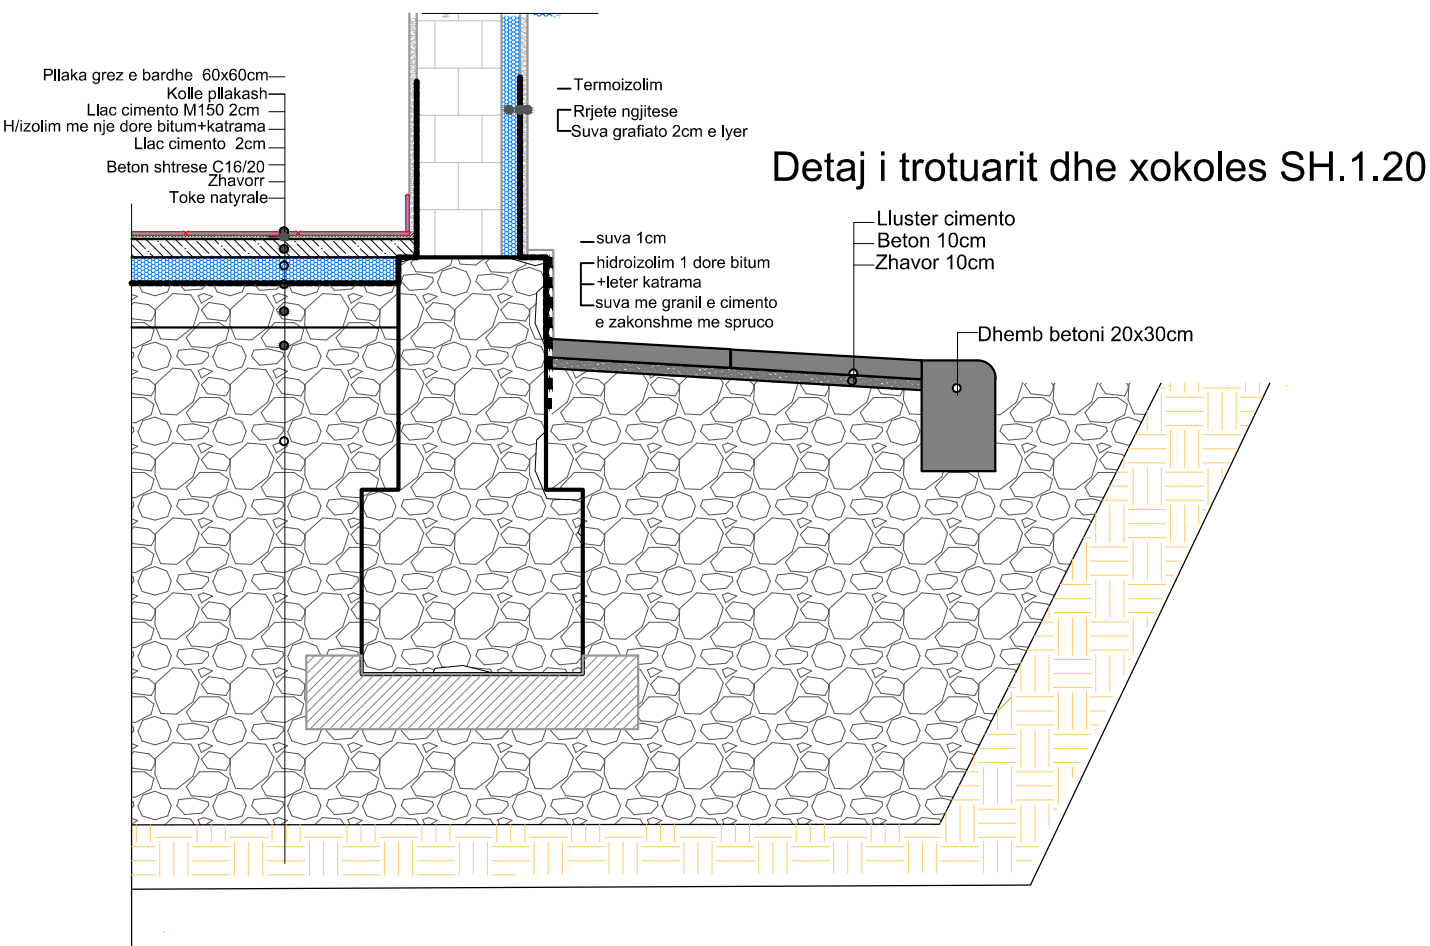 Pllaka grez e bardhe 60x60cm
Kolle pllakash
Llac cimento M150 2cm
H/izolim me nje dore bitum+katrama
Llac cimento 2cm
Beton shtrese C16/20
Zhavorr
Toke natyrale
Termoizolim
Rrjete ngjitese
Suva grafiato 2cm e lyer
Detaj i trotuarit dhe xokoles SH.1.20
suva 1cm
hidroizolim 1 dore bitum
+leter katrama
suva me granil e cimento
e zakonshme me spruco
Lluster cimento
Beton 10cm
Zhavor 10cm
Dhemb betoni 20x30cm